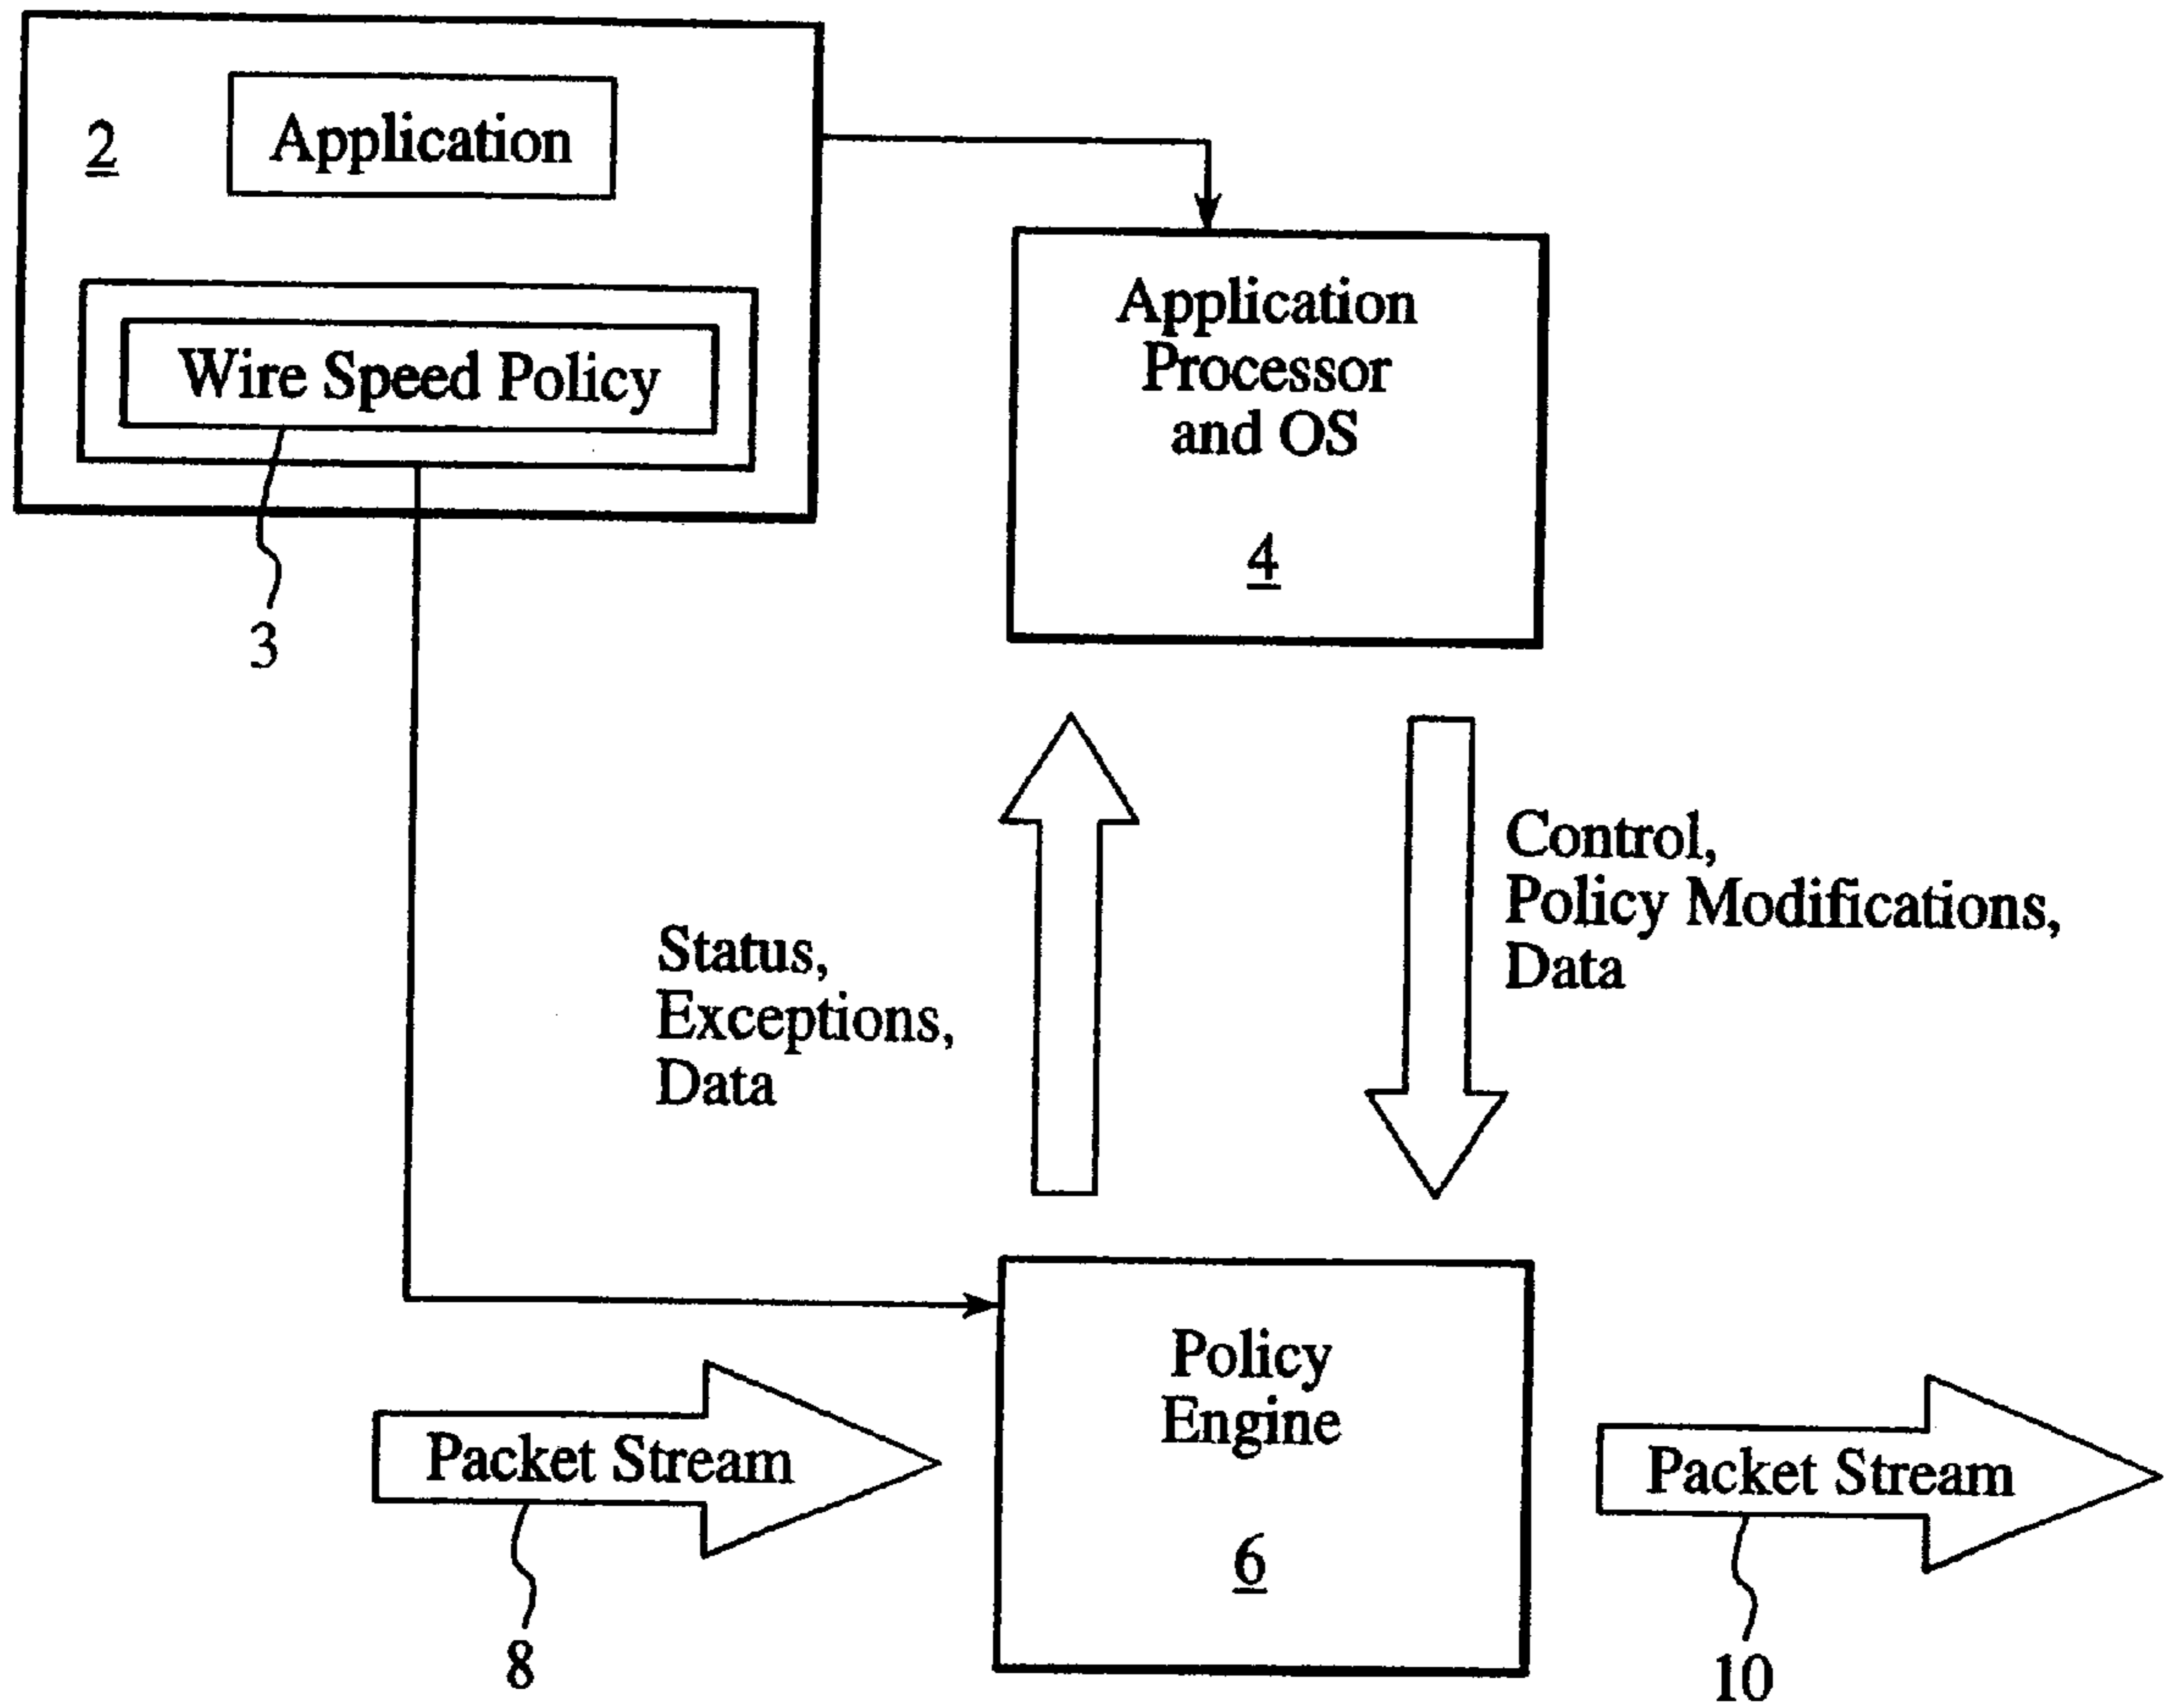 2
Application
Wire Speed Policy
3
Application
Processor
and OS
4
Status,
Exceptions,
Data
Control,
Policy Modifications,
Data
Policy
Engine
6
Packet Stream
8
Packet Stream
10